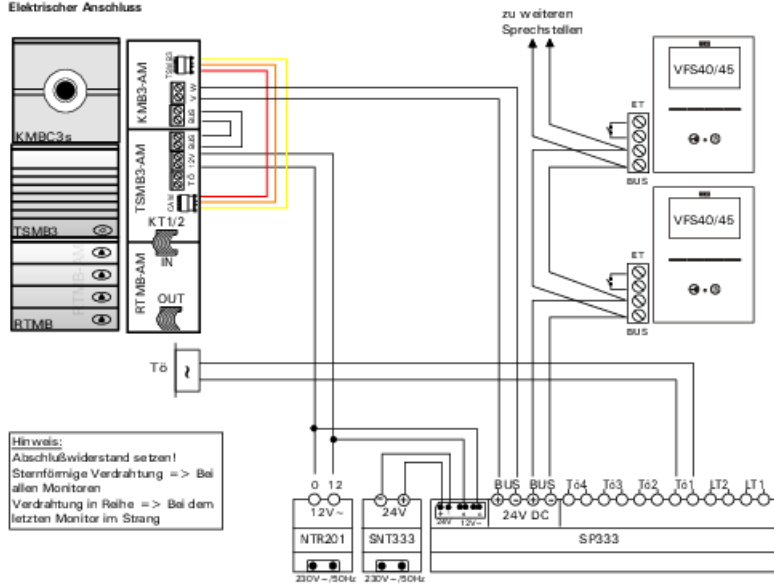 Elektrischer Anschluss
zu weiteren
Sprechstellen
KMBC3s
TSMB3
RTMB
KMB3-AM
TSMB3
V W
BUS
TSMB3-AM
BUS
TÖ 12V
CAM
KT1/2
IN
RTMB-AM
OUT
VFS40/45
ET
BUS
VFS40/45
ET
BUS
Tö
~
Hinweis:
Abschlußwiderstand setzen!
Sternförmige Verdrahtung => Bei
allen Monitoren
Verdrahtung in Reihe => Bei dem
letzten Monitor im Strang
0 12
12V~
NTR201
230V~/50Hz
- +
24V
SNT333
230V~/50Hz
24V 12V~
BUS BUS Tö4 Tö3 Tö2 Tö1 LT2 LT1
+ - + -
24V DC
SP333